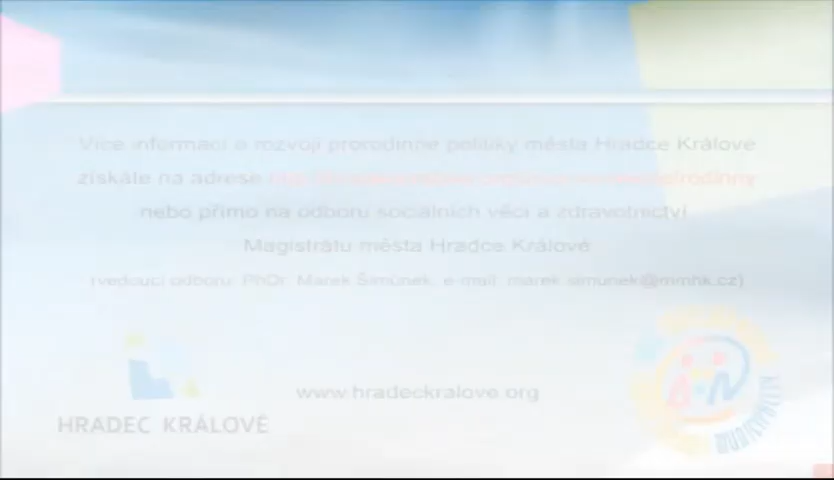 Více informací o rozvoji prorodinné politiky města Hradce Králové
získáte na adrese
nebo přímo na odboru sociálních věcí a zdravotnictví
Magistrátu města Hradce Králové
(vedoucí odboru: PhDr. Marek Šimůnek, e-mail: marek.simunek@mmhk.cz)
www.hradeckralove.org
HRADEC KRÁLOVÉ